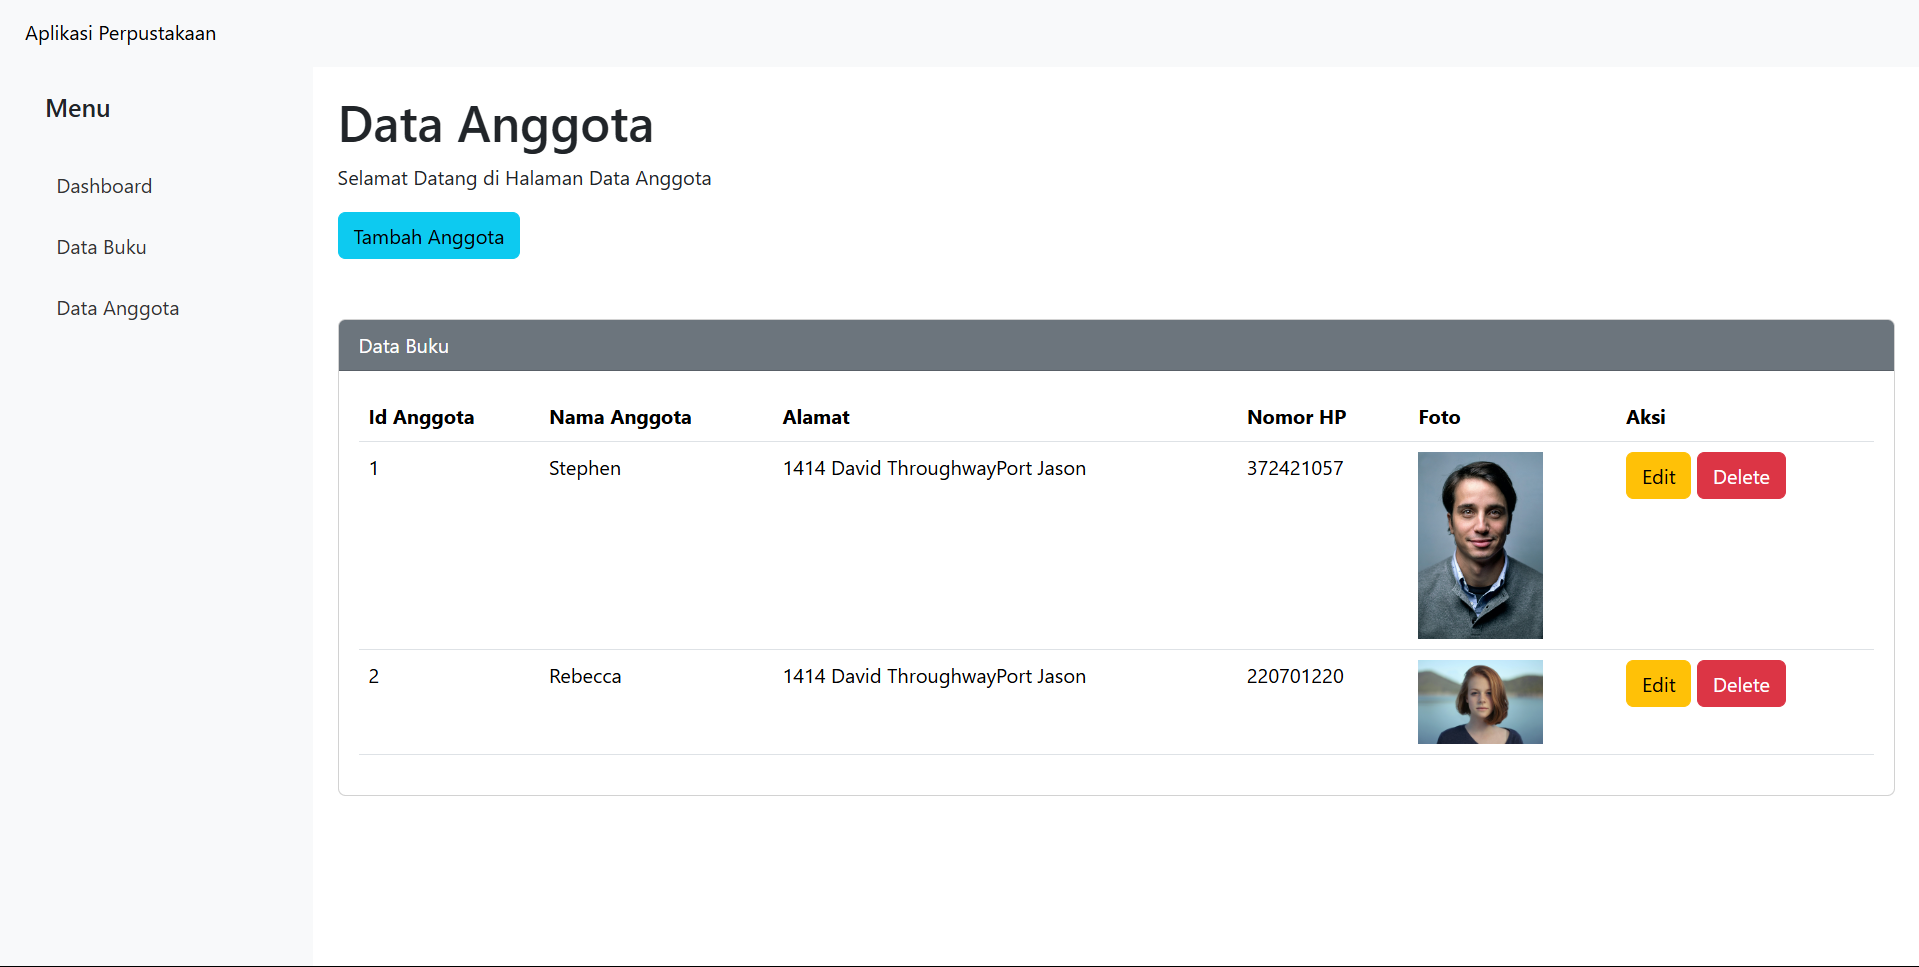 Aplikasi Perpustakaan
Menu
Dashboard
Data Buku
Data Anggota
Data Anggota
Selamat Datang di Halaman Data Anggota
Tambah Anggota
Data Buku
Id Anggota Nama Anggota Alamat Nomor HP Foto Aksi
1 Stephen 1414 David ThroughwayPort Jason 372421057 Edit Delete
2 Rebecca 1414 David ThroughwayPort Jason 220701220 Edit Delete